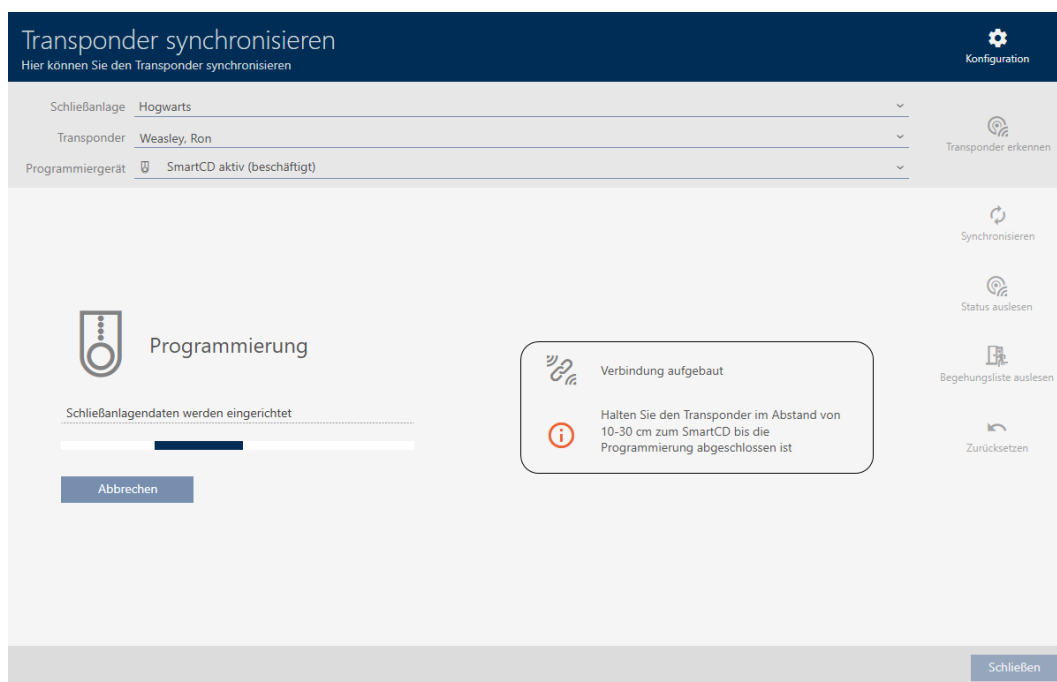 Transponder synchronisieren
Hier können Sie den Transponder synchronisieren
Konfiguration
Schließanlage Hogwarts
Transponder Weasley, Ron
Programmiergerät SmartCD aktiv (beschäftigt)
Transponder erkennen
Synchronisieren
Status auslesen
Begehungsliste auslesen
Zurücksetzen
Programmierung
Schließanlagendaten werden eingerichtet
Abbrechen
Verbindung aufgebaut
Halten Sie den Transponder im Abstand von
10-30 cm zum SmartCD bis die
Programmierung abgeschlossen ist
Schließen